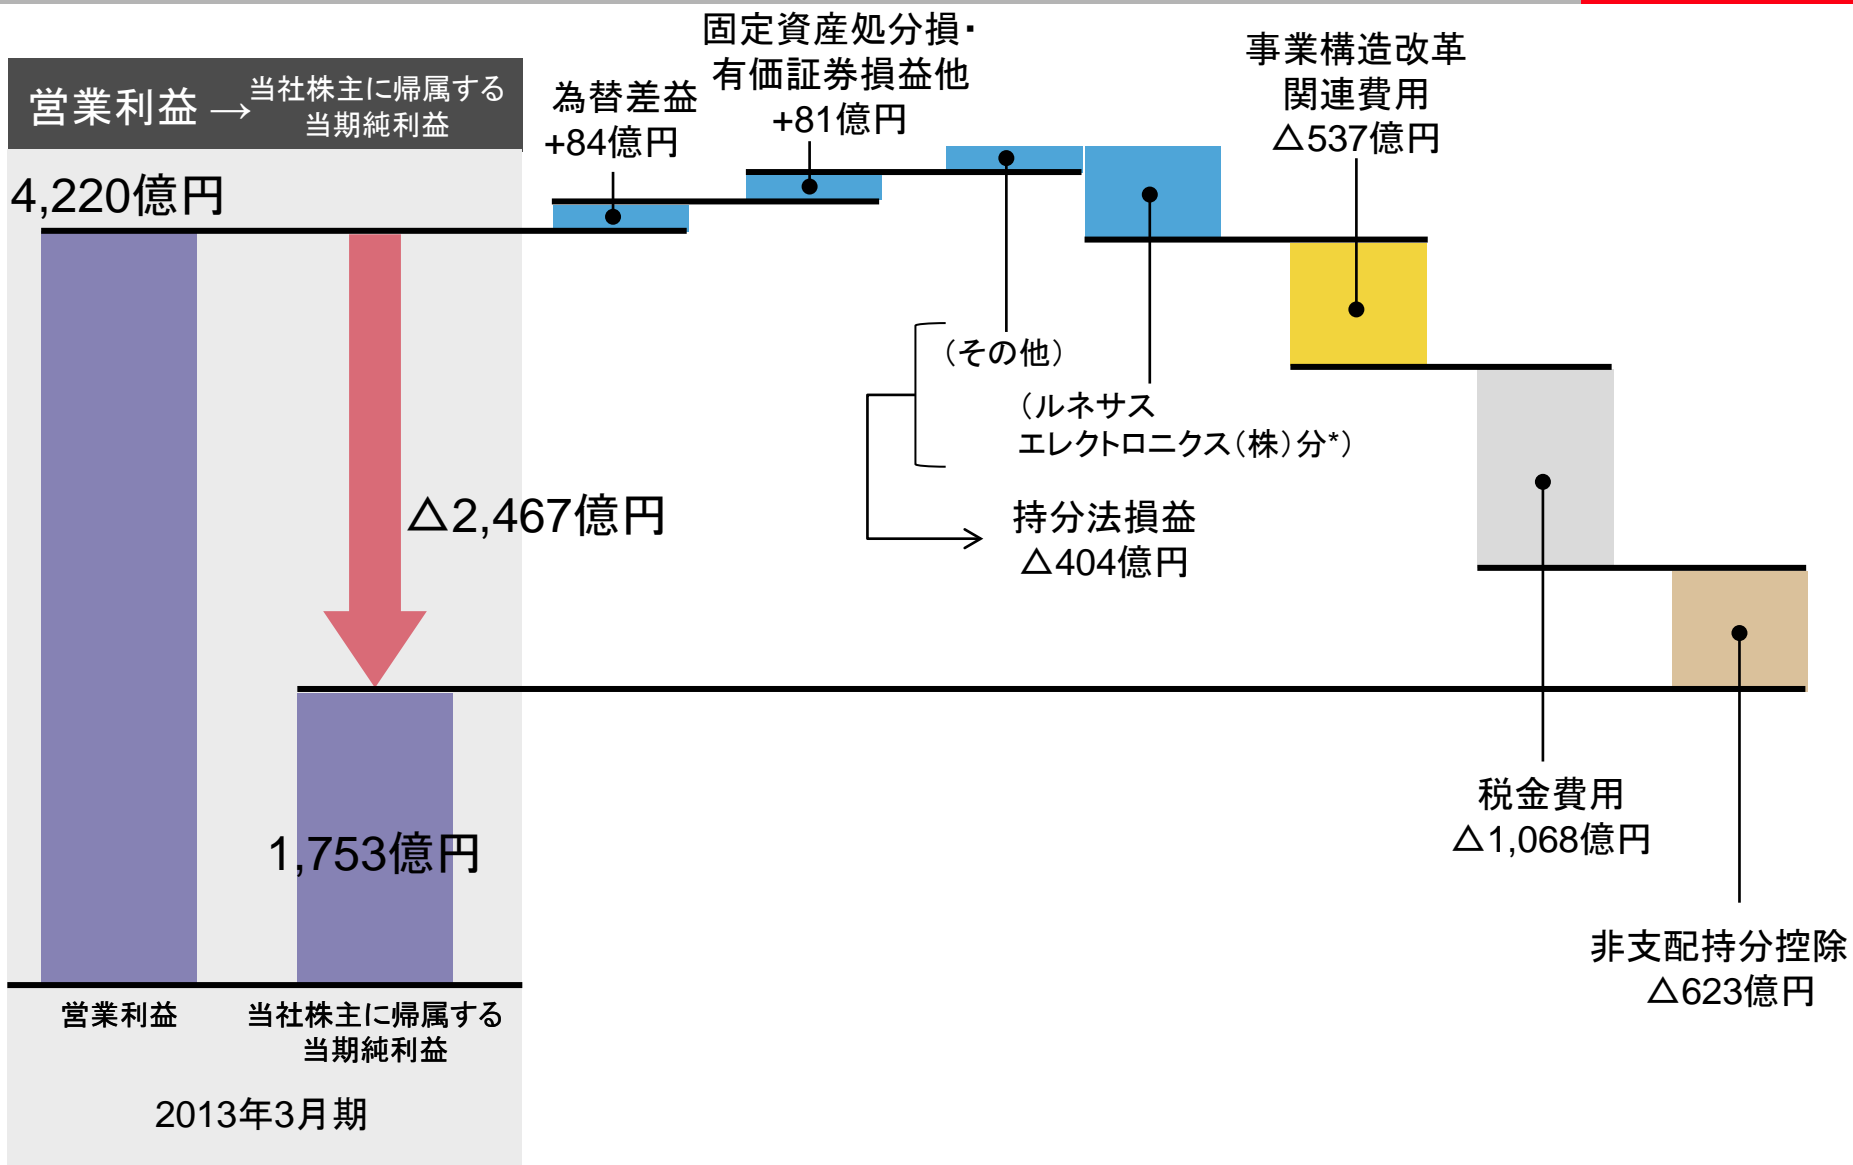 営業利益 → 当社株主に帰属する
当期純利益
4,220億円
△2,467億円
1,753億円
営業利益
当社株主に帰属する
当期純利益
2013年3月期
為替差益
+84億円
固定資産処分損・
有価証券損益他
+81億円
(その他)
(ルネサス
エレクトロニクス(株)分*)
持分法損益
△404億円
事業構造改革
関連費用
△537億円
税金費用
△1,068億円
非支配持分控除
△623億円